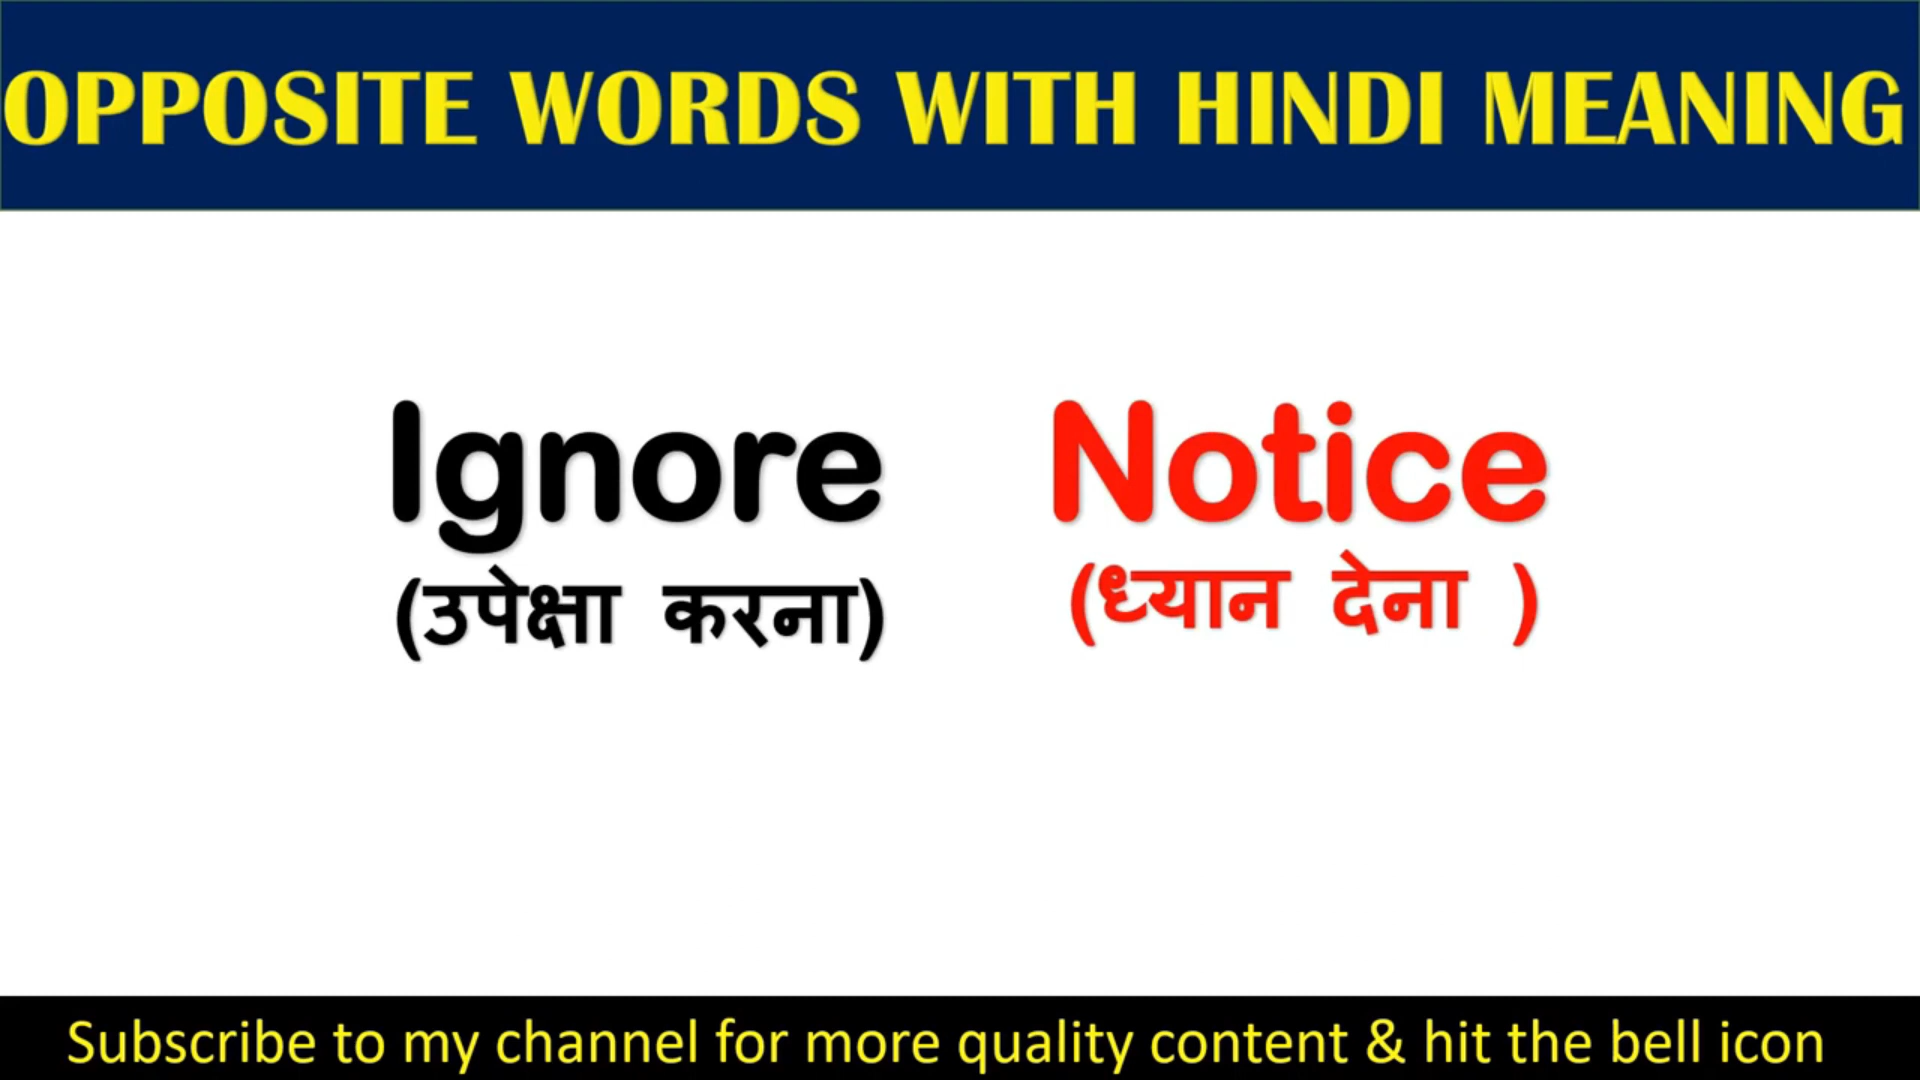 OPPOSITE WORDS WITH HINDI MEANING
Ignore Notice
(उपेक्षा करना) (ध्यान देना )
Subscribe to my channel for more quality content & hit the bell icon